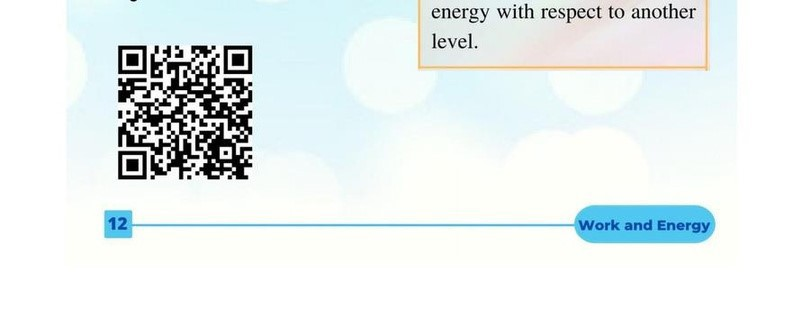 energy with respect to another
level.
12
Work and Energy